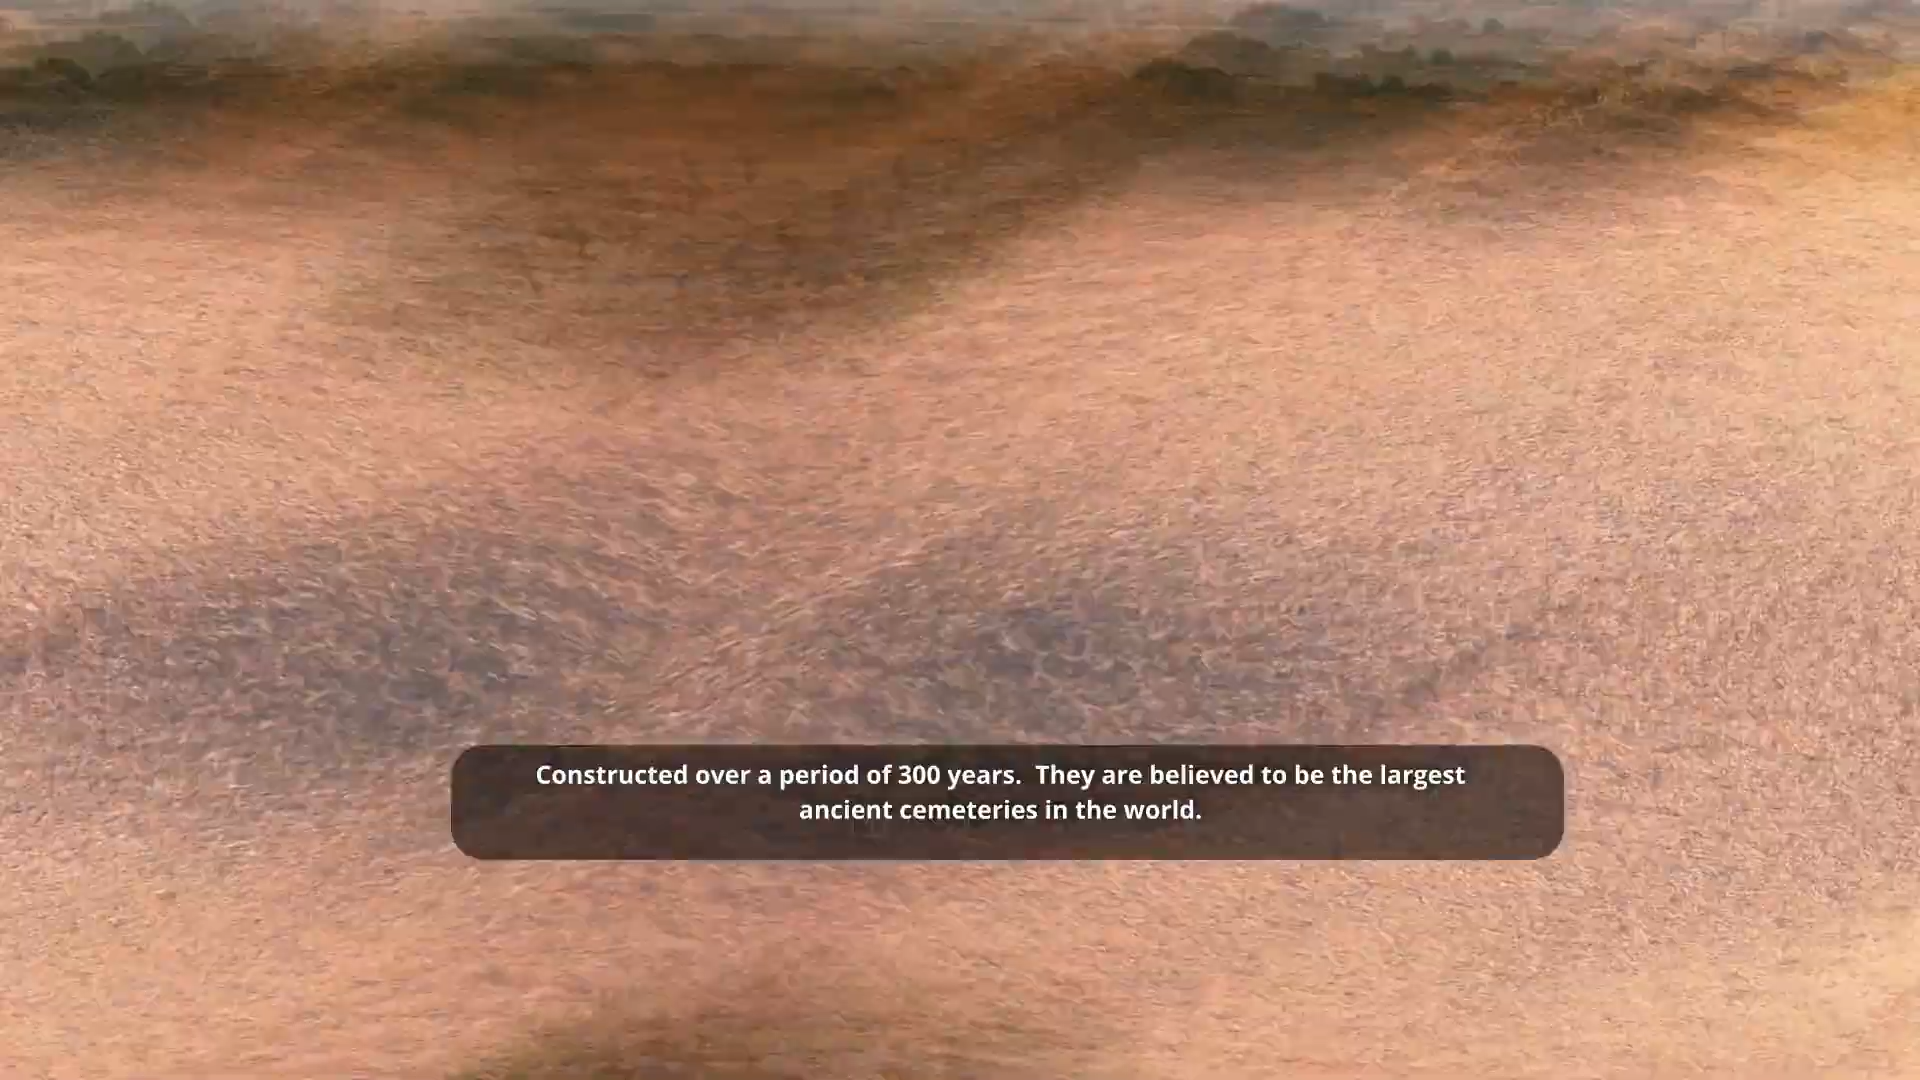 Constructed over a period of 300 years.  They are believed to be the largest
ancient cemeteries in the world.